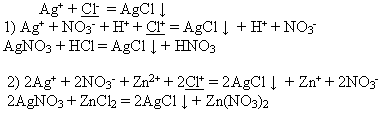 Ag⁺ + Cl⁻ = AgCl ↓
1) Ag⁺ + NO₃⁻ + H⁺ + Cl⁺ = AgCl ↓ + H⁺ + NO₃⁻
AgNO₃ + HCl = AgCl ↓ + HNO₃
2) 2Ag⁺ + 2NO₃⁻ + Zn²⁺ + 2Cl⁺ = 2AgCl ↓ + Zn⁺ + 2NO₃⁻
2AgNO₃ + ZnCl₂ = 2AgCl ↓ + Zn(NO₃)₂